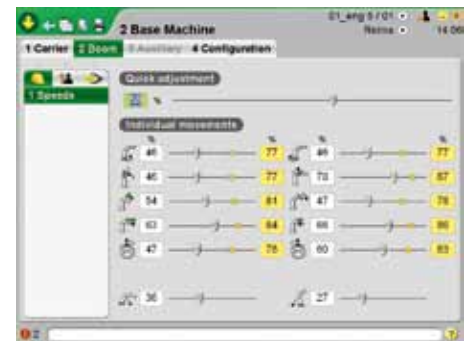 2 Base Machine
01_eng 5 / 01
Norma
14:06
1 Carrier 2 Boom 3 Auxiliary 4 Configuration
Quick adjustment
1 Speeds
%
Individual movements
% % % %
46 77 46 77
46 77 78 87
54 81 47 78
63 84 66 86
47 78 60 83
36 27
2